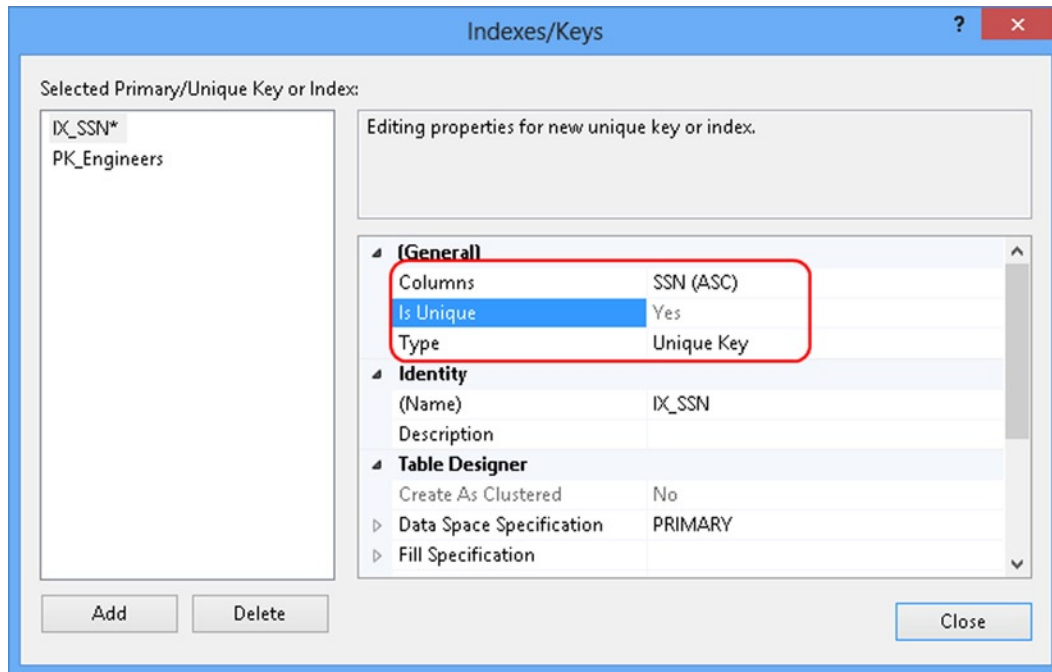 Indexes/Keys
?
×
Selected Primary/Unique Key or Index:
IX_SSN*
PK_Engineers
Editing properties for new unique key or index.
(General)
Columns SSN (ASC)
Is Unique Yes
Type Unique Key
Identity
(Name) IX_SSN
Description
Table Designer
Create As Clustered No
Data Space Specification PRIMARY
Fill Specification
Add Delete
Close